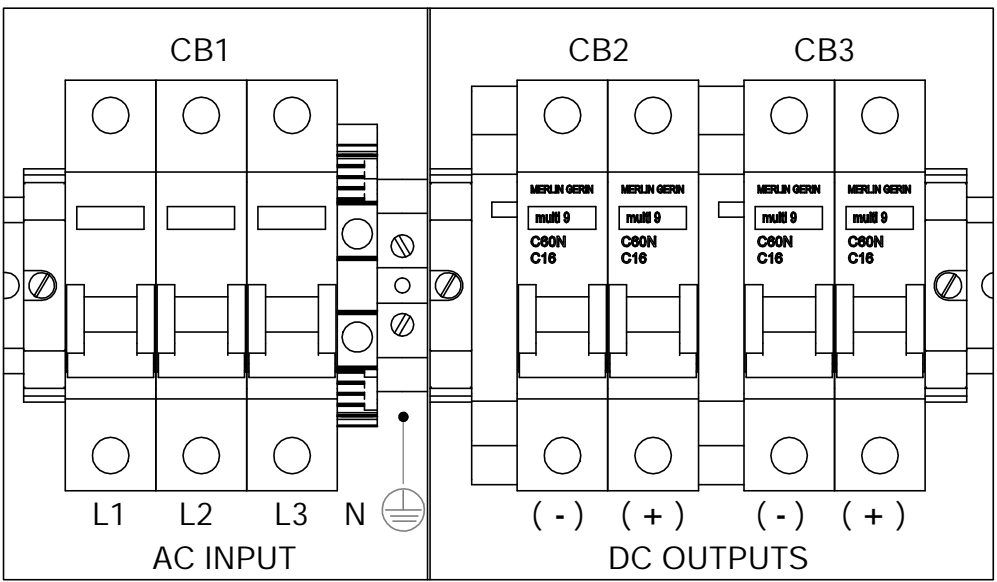 CB1 CB2 CB3
MERLIN GERIN MERLIN GERIN MERLIN GERIN MERLIN GERIN
multi 9 multi 9 multi 9 multi 9
C60N C60N C60N C60N
C16 C16 C16 C16
L1 L2 L3 N ( - ) ( + ) ( - ) ( + )
AC INPUT DC OUTPUTS